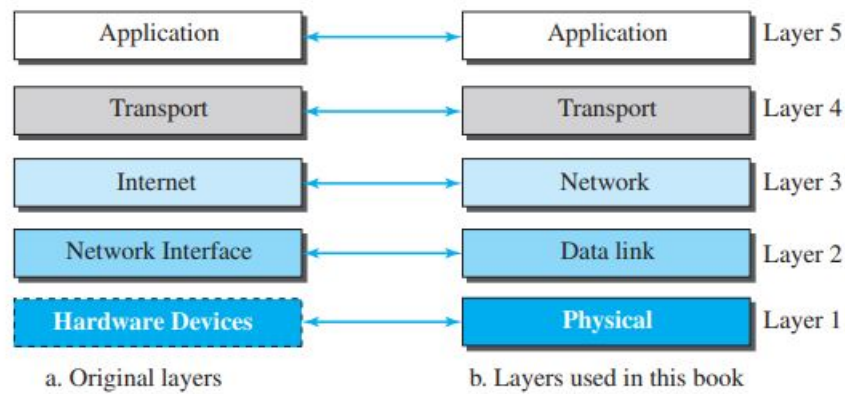 Application Application Layer 5
Transport Transport Layer 4
Internet Network Layer 3
Network Interface Data link Layer 2
Hardware Devices Physical Layer 1
a. Original layers b. Layers used in this book